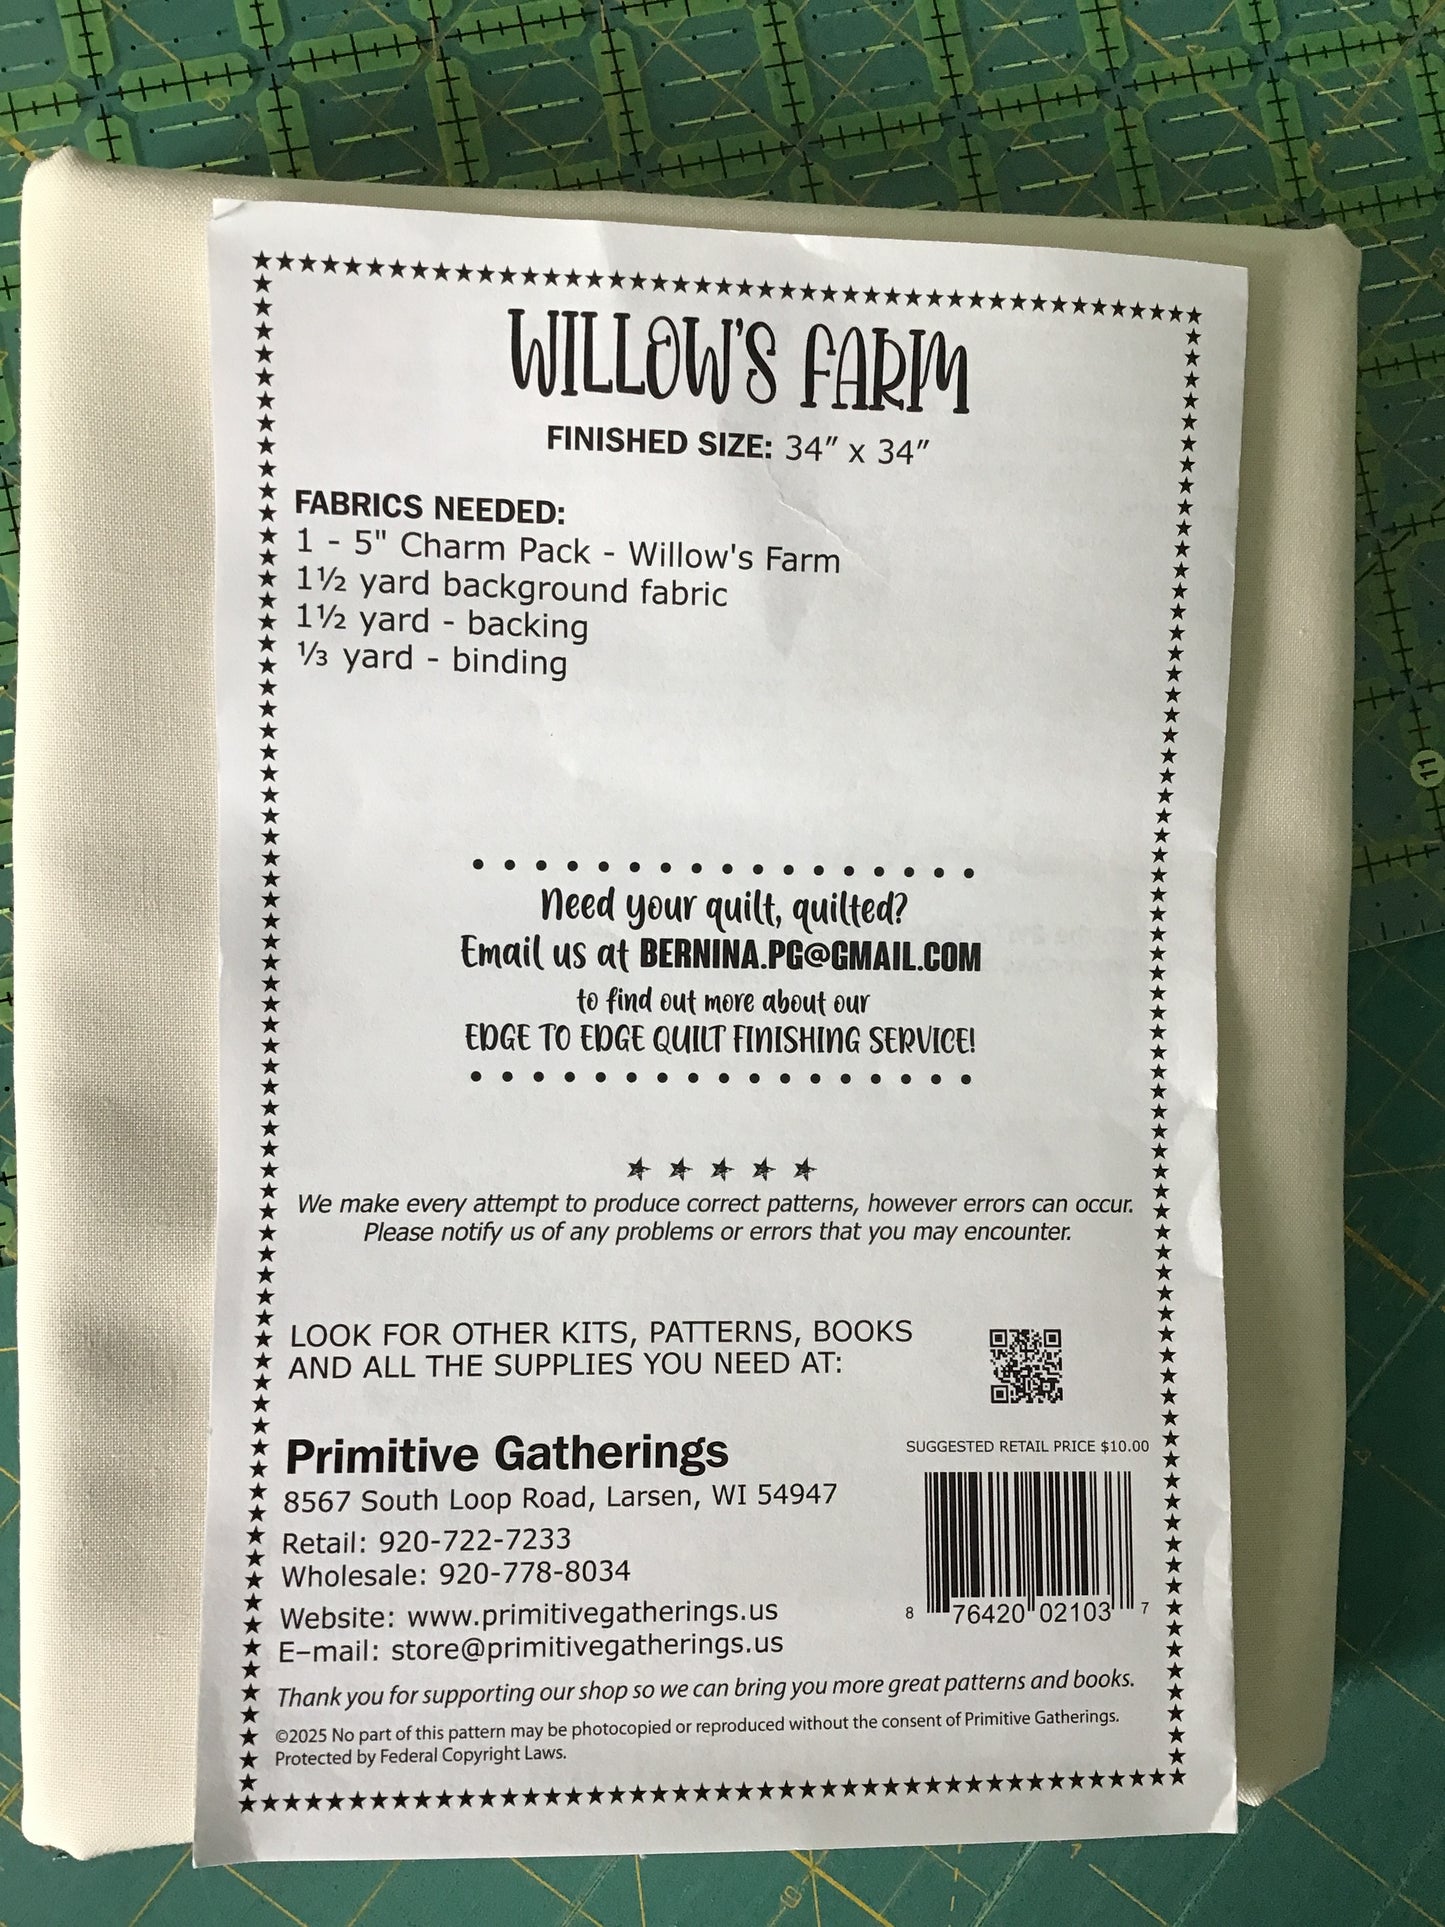 WILLOW'S FARM
FINISHED SIZE: 34" x 34"
FABRICS NEEDED:
1 - 5" Charm Pack - Willow's Farm
1½ yard background fabric
1½ yard - backing
⅓ yard - binding
Need your quilt, quilted?
Email us at BERNINA.PG@GMAIL.COM
to find out more about our
EDGE TO EDGE QUILT FINISHING SERVICE!
We make every attempt to produce correct patterns, however errors can occur.
Please notify us of any problems or errors that you may encounter.
LOOK FOR OTHER KITS, PATTERNS, BOOKS
AND ALL THE SUPPLIES YOU NEED AT:
Primitive Gatherings
8567 South Loop Road, Larsen, WI 54947
Retail: 920-722-7233
Wholesale: 920-778-8034
Website: www.primitivegatherings.us
E–mail: store@primitivegatherings.us
SUGGESTED RETAIL PRICE $10.00
8 76420 02103 7
Thank you for supporting our shop so we can bring you more great patterns and books.
©2025 No part of this pattern may be photocopied or reproduced without the consent of Primitive Gatherings.
Protected by Federal Copyright Laws.
11